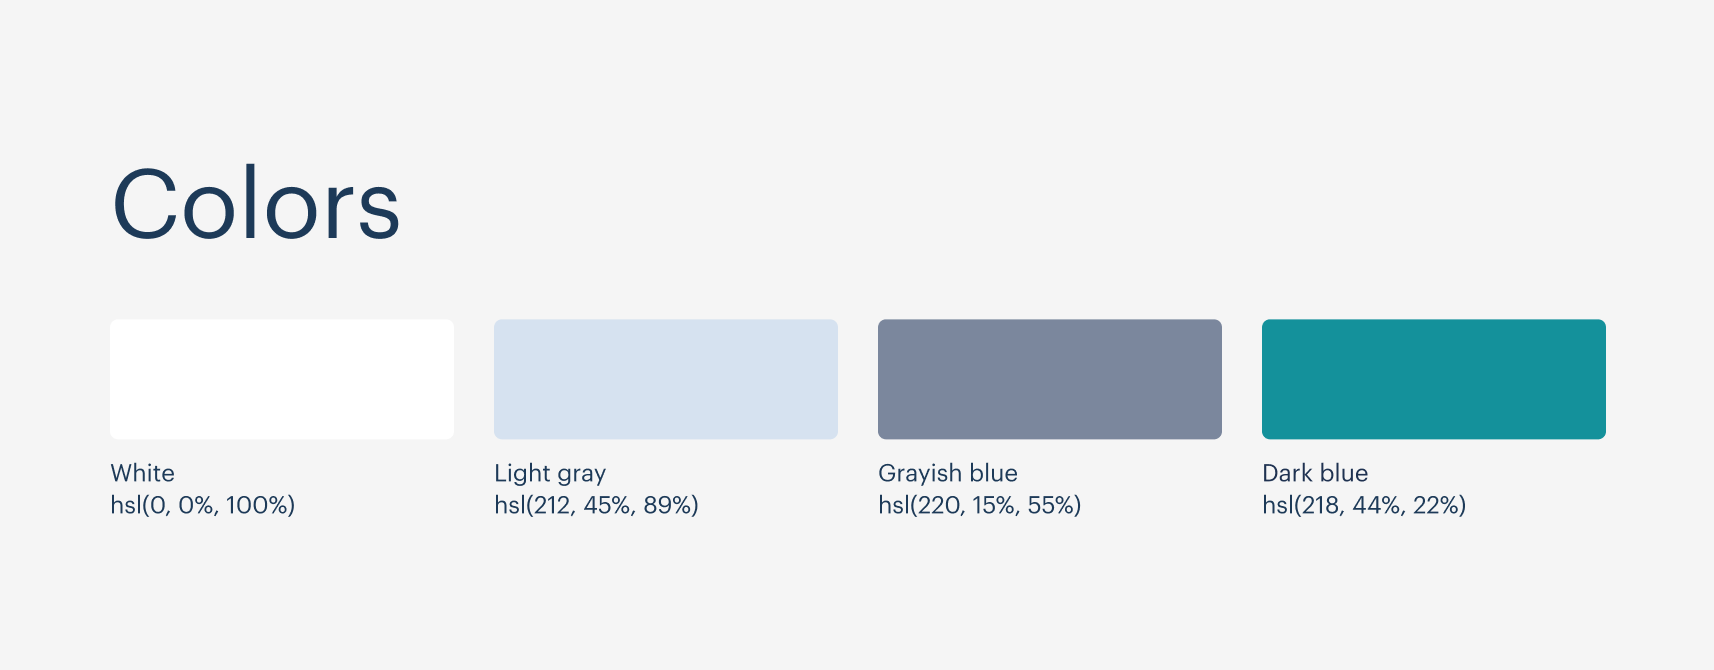 Colors
White
hsl(0, 0%, 100%)
Light gray
hsl(212, 45%, 89%)
Grayish blue
hsl(220, 15%, 55%)
Dark blue
hsl(218, 44%, 22%)